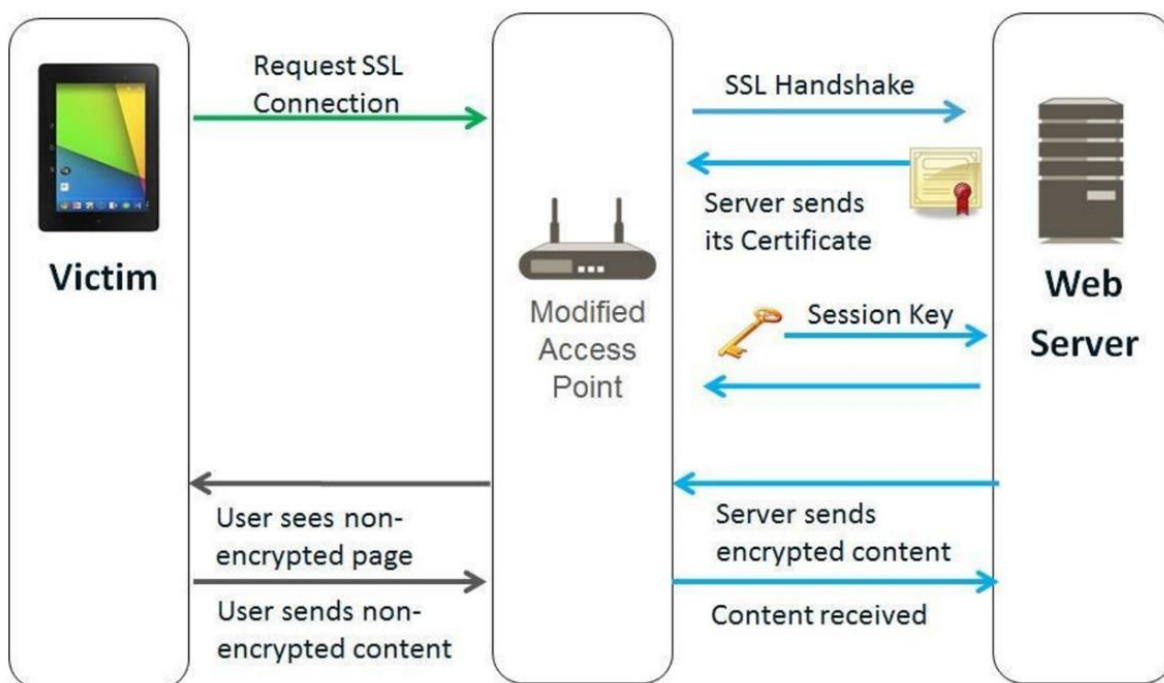 Request SSL
Connection
SSL Handshake
Server sends
its Certificate
Victim
Modified
Access
Point
Session Key
Web
Server
User sees non-
encrypted page
User sends non-
encrypted content
Server sends
encrypted content
Content received